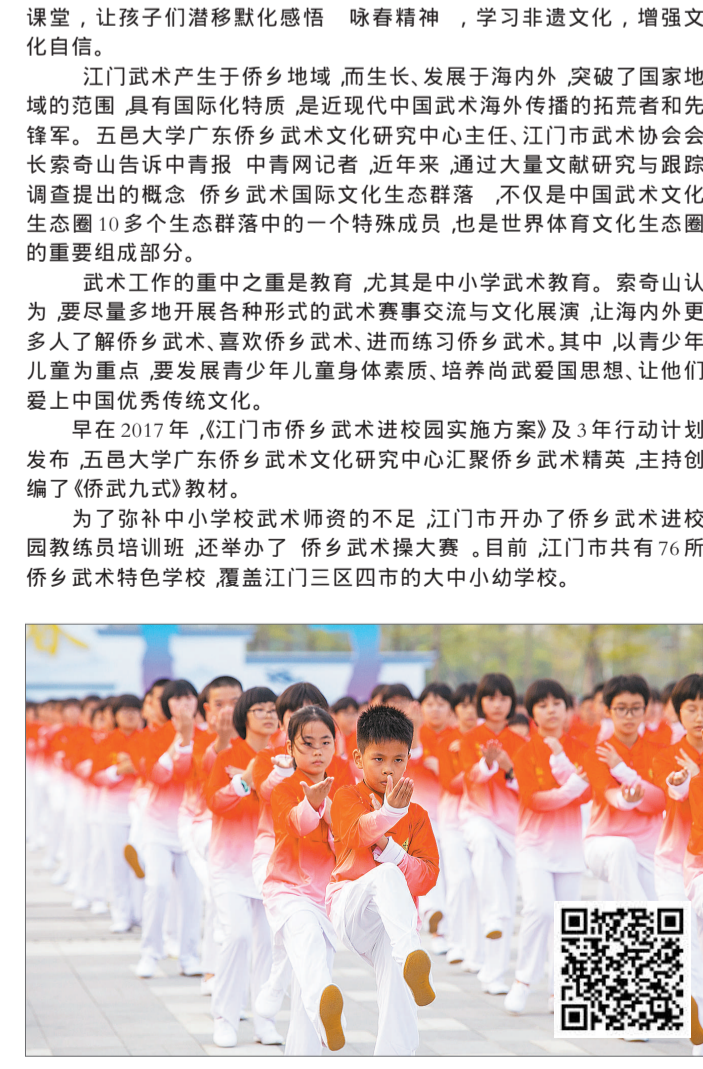 课堂，让孩子们潜移默化感悟 咏春精神 ，学习非遗文化，增强文
化自信。
江门武术产生于侨乡地域，而生长、发展于海内外，突破了国家地
域的范围，具有国际化特质，是近现代中国武术海外传播的拓荒者和先
锋军。五邑大学广东侨乡武术文化研究中心主任、江门市武术协会会
长索奇山告诉中青报 中青网记者，近年来，通过大量文献研究与跟踪
调查提出的概念 侨乡武术国际文化生态群落 ，不仅是中国武术文化
生态圈10多个生态群落中的一个特殊成员，也是世界体育文化生态圈
的重要组成部分。
武术工作的重中之重是教育，尤其是中小学武术教育。索奇山认
为，要尽量多地开展各种形式的武术赛事交流与文化展演，让海内外更
多人了解侨乡武术、喜欢侨乡武术、进而练习侨乡武术。其中，以青少年
儿童为重点，要发展青少年儿童身体素质、培养尚武爱国思想、让他们
爱上中国优秀传统文化。
早在2017年，《江门市侨乡武术进校园实施方案》及3年行动计划
发布，五邑大学广东侨乡武术文化研究中心汇聚侨乡武术精英，主持创
编了《侨武九式》教材。
为了弥补中小学校武术师资的不足，江门市开办了侨乡武术进校
园教练员培训班，还举办了 侨乡武术操大赛 。目前，江门市共有76所
侨乡武术特色学校，覆盖江门三区四市的大中小幼学校。